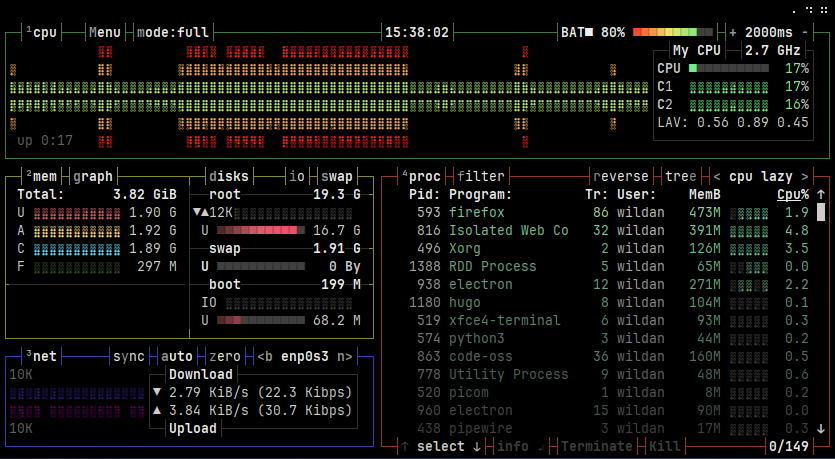 ¹cpu Menu mode:full 15:38:02 BAT■ 80% + 2000ms -
My CPU 2.7 GHz
CPU 17%
C1 17%
C2 16%
LAV: 0.56 0.89 0.45
up 0:17
²mem graph disks io swap
Total: 3.82 GiB
U 1.90 G
A 1.92 G
C 1.89 G
F 297 M
root 19.3 G
▼▲12K
U 16.7 G
swap 1.91 G
U 0 By
boot 199 M
IO
U 68.2 M
³net sync auto zero <b enp0s3 n>
10K
Download
▼ 2.79 KiB/s (22.3 Kibps)
▲ 3.84 KiB/s (30.7 Kibps)
Upload
10K
⁴proc filter reverse tree < cpu lazy >
Pid: Program: Tr: User: MemB Cpu% ↑
593 firefox 86 wildan 473M 1.9
816 Isolated Web Co 32 wildan 391M 4.8
496 Xorg 2 wildan 126M 3.5
1388 RDD Process 5 wildan 65M 0.0
938 electron 12 wildan 271M 2.2
1180 hugo 8 wildan 104M 0.1
519 xfce4-terminal 6 wildan 93M 0.3
574 python3 3 wildan 44M 0.2
863 code-oss 36 wildan 160M 0.5
778 Utility Process 9 wildan 48M 0.6
520 picom 1 wildan 8M 0.2
960 electron 15 wildan 90M 0.0
438 pipewire 3 wildan 17M 0.3 ↓
↑ select ↓ info ↲ Terminate Kill 0/149